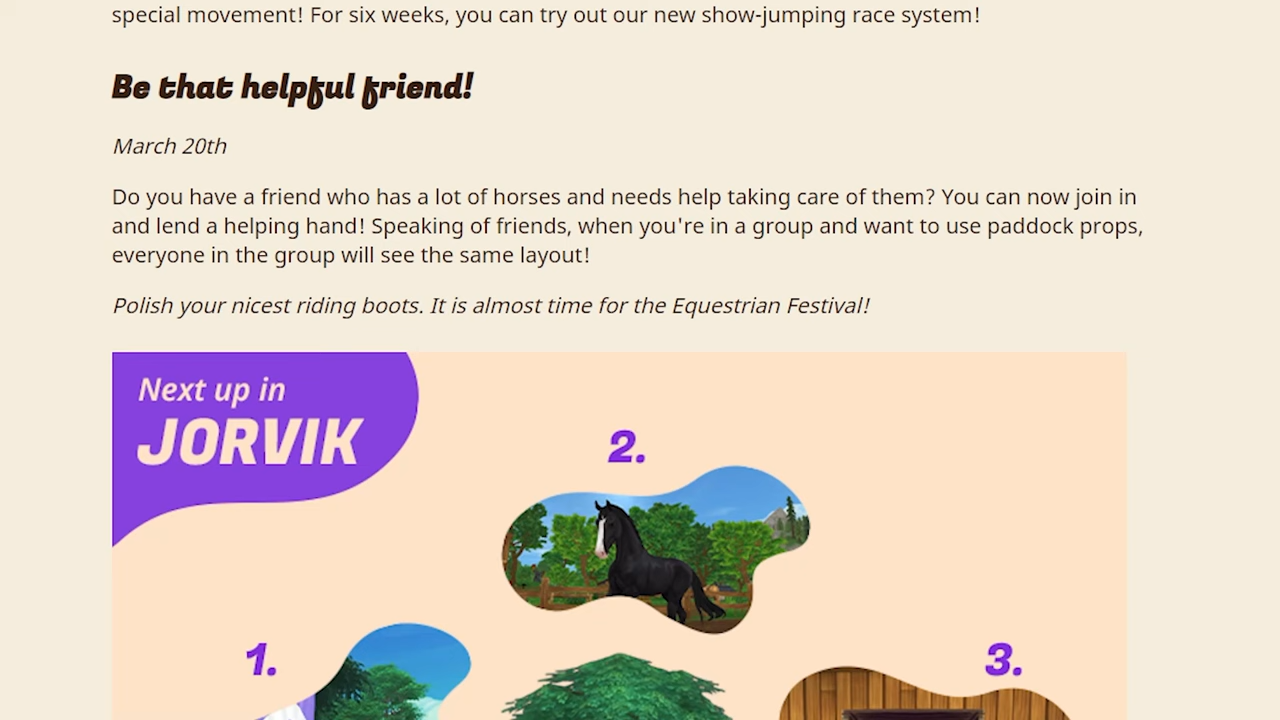 special movement! For six weeks, you can try out our new show-jumping race system!
Be that helpful friend!
March 20th
Do you have a friend who has a lot of horses and needs help taking care of them? You can now join in
and lend a helping hand! Speaking of friends, when you're in a group and want to use paddock props,
everyone in the group will see the same layout!
Polish your nicest riding boots. It is almost time for the Equestrian Festival!
Next up in
JORVIK
2.
1.
3.